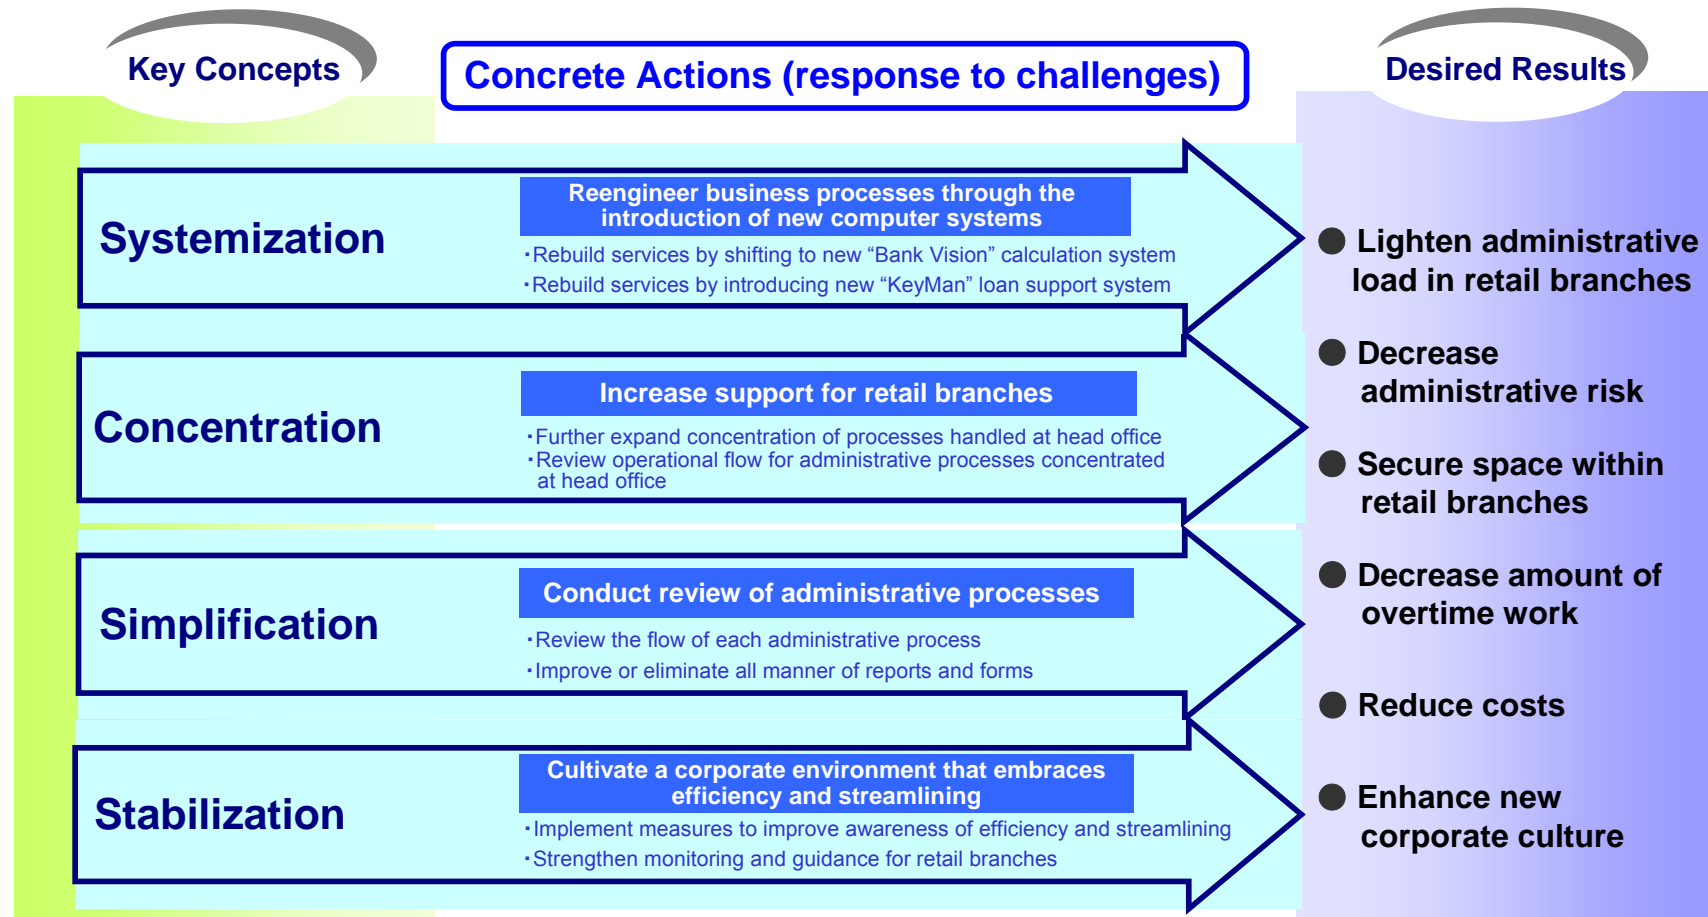 Key Concepts
Concrete Actions (response to challenges)
Desired Results
Systemization
Reengineer business processes through the
introduction of new computer systems
・Rebuild services by shifting to new “Bank Vision” calculation system
・Rebuild services by introducing new “KeyMan” loan support system
Concentration
Increase support for retail branches
・Further expand concentration of processes handled at head office
・Review operational flow for administrative processes concentrated
at head office
Simplification
Conduct review of administrative processes
・Review the flow of each administrative process
・Improve or eliminate all manner of reports and forms
Stabilization
Cultivate a corporate environment that embraces
efficiency and streamlining
・Implement measures to improve awareness of efficiency and streamlining
・Strengthen monitoring and guidance for retail branches
● Lighten administrative
load in retail branches
● Decrease
administrative risk
● Secure space within
retail branches
● Decrease amount of
overtime work
● Reduce costs
● Enhance new
corporate culture